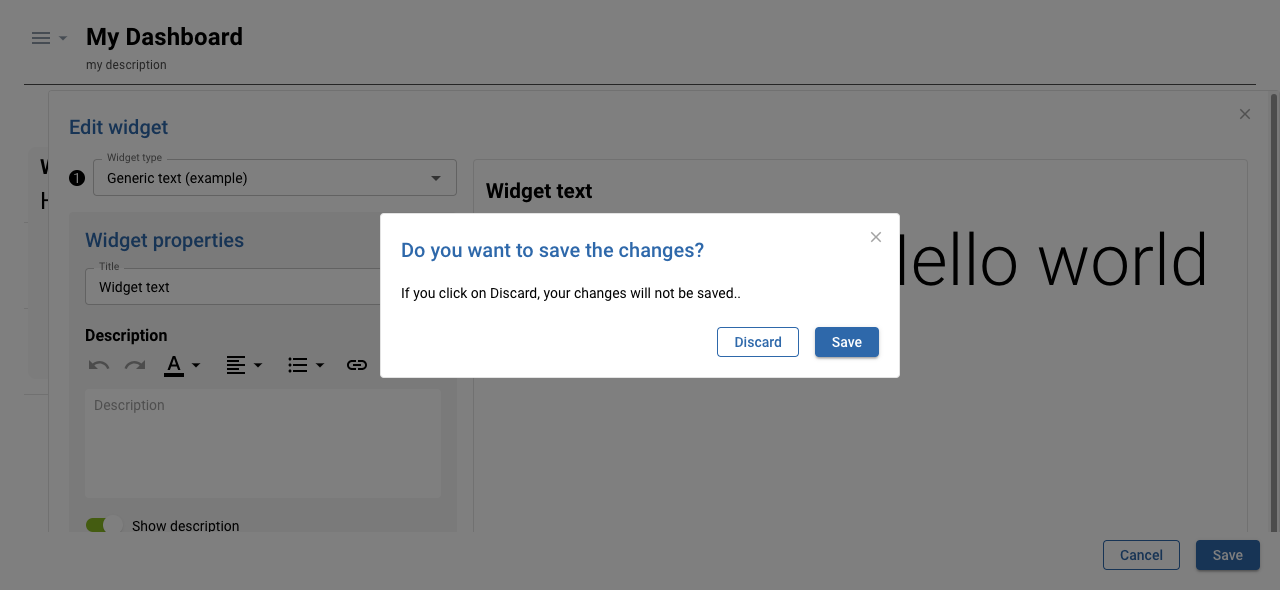 My Dashboard
my description
Edit widget
Widget type
1 Generic text (example)
Widget text
Widget properties
Title
Widget text
ello world
Do you want to save the changes?
If you click on Discard, your changes will not be saved..
Discard Save
Description
A
Description
Show description
Cancel Save